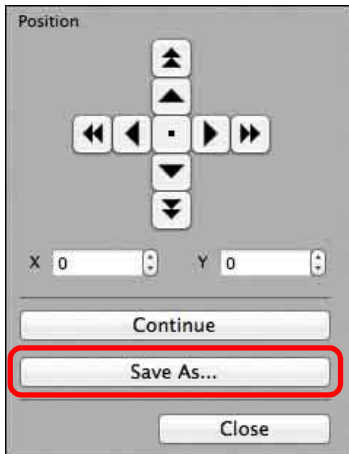 Position
X 0 Y 0
Continue
Save As...
Close